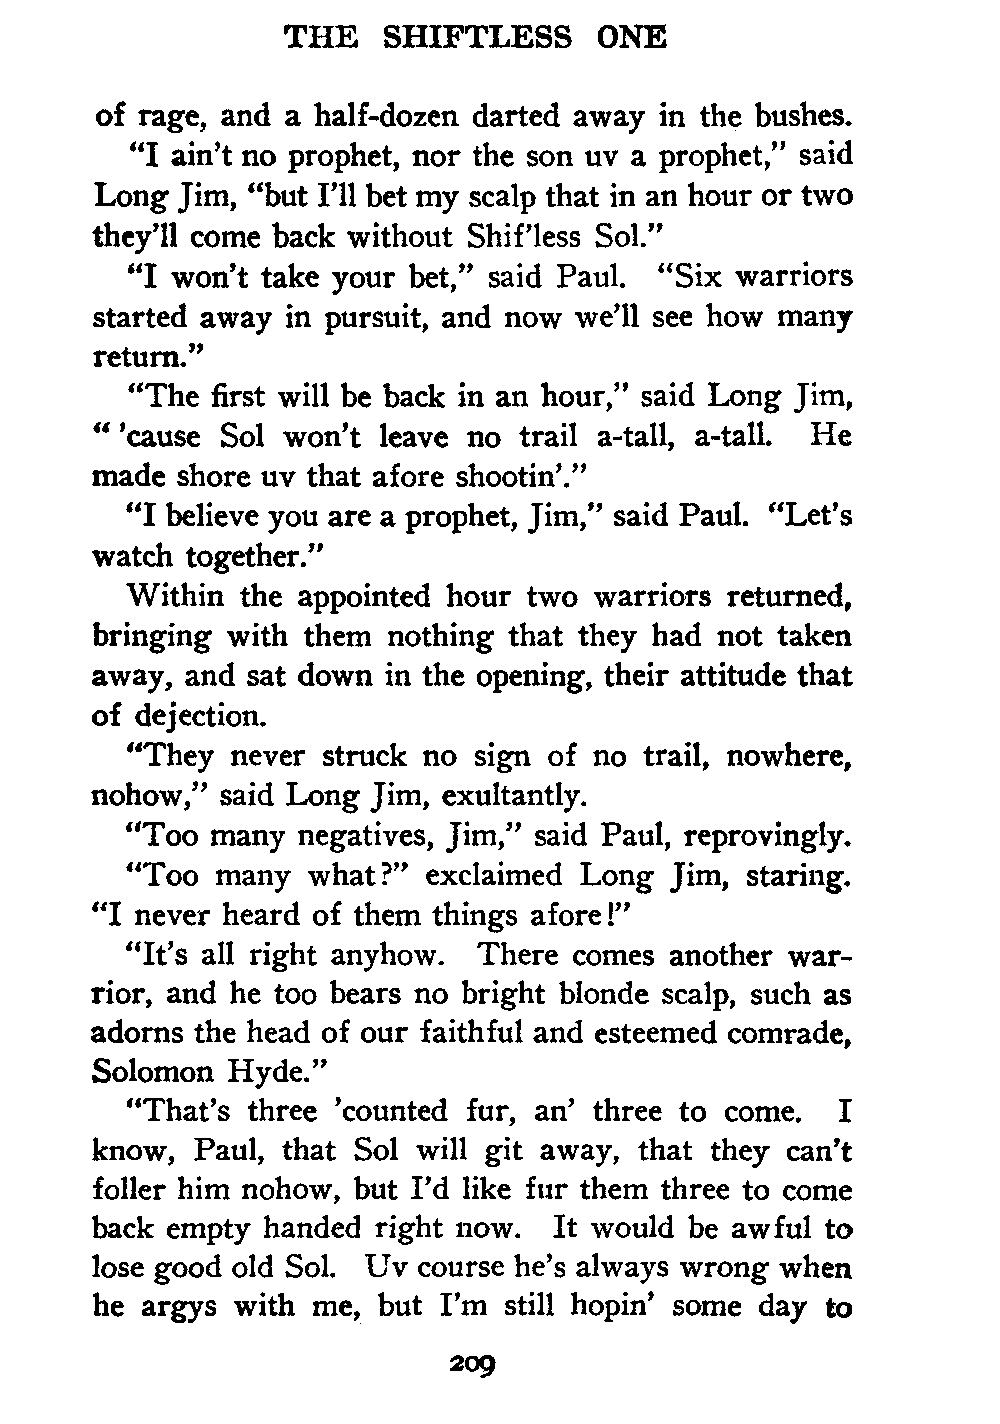 THE SHIFTLESS ONE
of rage, and a half-dozen darted away in the bushes.
“I ain’t no prophet, nor the son uv a prophet,” said
Long Jim, “but I’ll bet my scalp that in an hour or two
they’ll come back without Shif’less Sol.”
“I won’t take your bet,” said Paul. “Six warriors
started away in pursuit, and now we’ll see how many
return.”
“The first will be back in an hour,” said Long Jim,
“ ’cause Sol won’t leave no trail a-tall, a-tall. He
made shore uv that afore shootin’.”
“I believe you are a prophet, Jim,” said Paul. “Let’s
watch together.”
Within the appointed hour two warriors returned,
bringing with them nothing that they had not taken
away, and sat down in the opening, their attitude that
of dejection.
“They never struck no sign of no trail, nowhere,
nohow,” said Long Jim, exultantly.
“Too many negatives, Jim,” said Paul, reprovingly.
“Too many what?” exclaimed Long Jim, staring.
“I never heard of them things afore!”
“It’s all right anyhow. There comes another war-
rior, and he too bears no bright blonde scalp, such as
adorns the head of our faithful and esteemed comrade,
Solomon Hyde.”
“That’s three ’counted fur, an’ three to come. I
know, Paul, that Sol will git away, that they can’t
foller him nohow, but I’d like fur them three to come
back empty handed right now. It would be awful to
lose good old Sol. Uv course he’s always wrong when
he argys with me, but I’m still hopin’ some day to
209